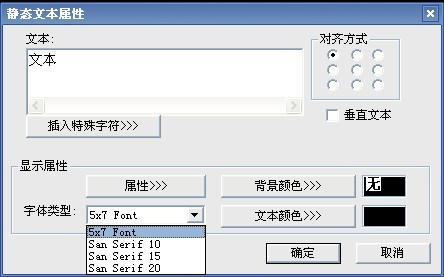 静态文本属性
文本:
文本
对齐方式
插入特殊字符>>>
垂直文本
显示属性
属性>>>
背景颜色>>>
无
字体类型:
5x7 Font
文本颜色>>>
5x7 Font
San Serif 10
San Serif 15
San Serif 20
确定
取消